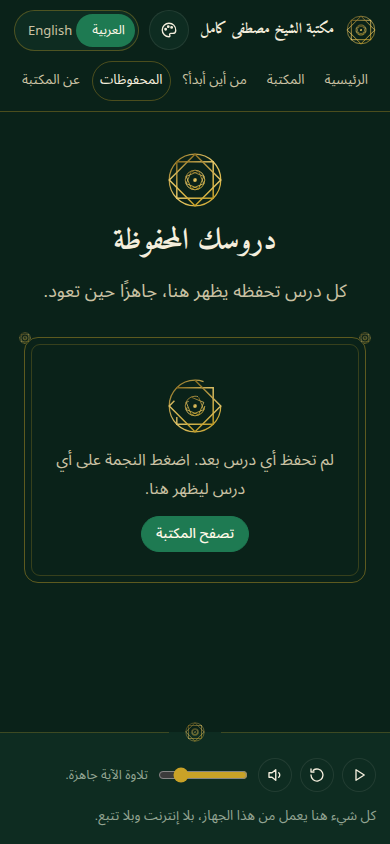 مكتبة الشيخ مصطفى كامل
العربية
English
الرئيسية
المكتبة
من أين أبدأ؟
المحفوظات
عن المكتبة
دروسك المحفوظة
كل درس تحفظه يظهر هنا، جاهزًا حين تعود.
لم تحفظ أي درس بعد. اضغط النجمة على أي
درس ليظهر هنا.
تصفح المكتبة
تلاوة الآية جاهزة.
كل شيء هنا يعمل من هذا الجهاز، بلا إنترنت وبلا تتبع.